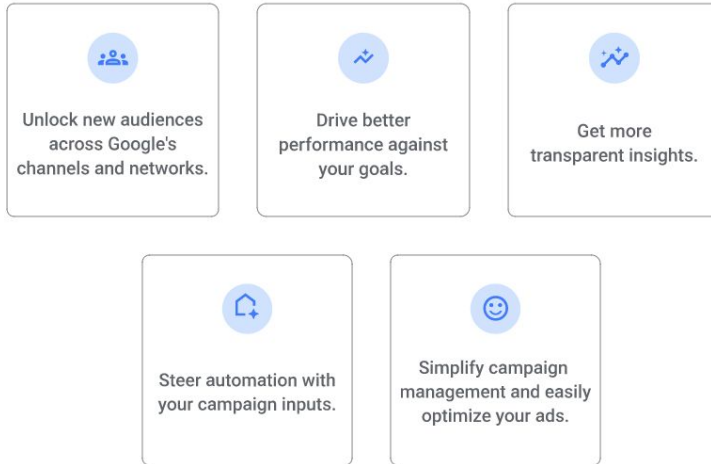 Unlock new audiences
across Google's
channels and networks.
Drive better
performance against
your goals.
Get more
transparent insights.
Steer automation with
your campaign inputs.
Simplify campaign
management and easily
optimize your ads.